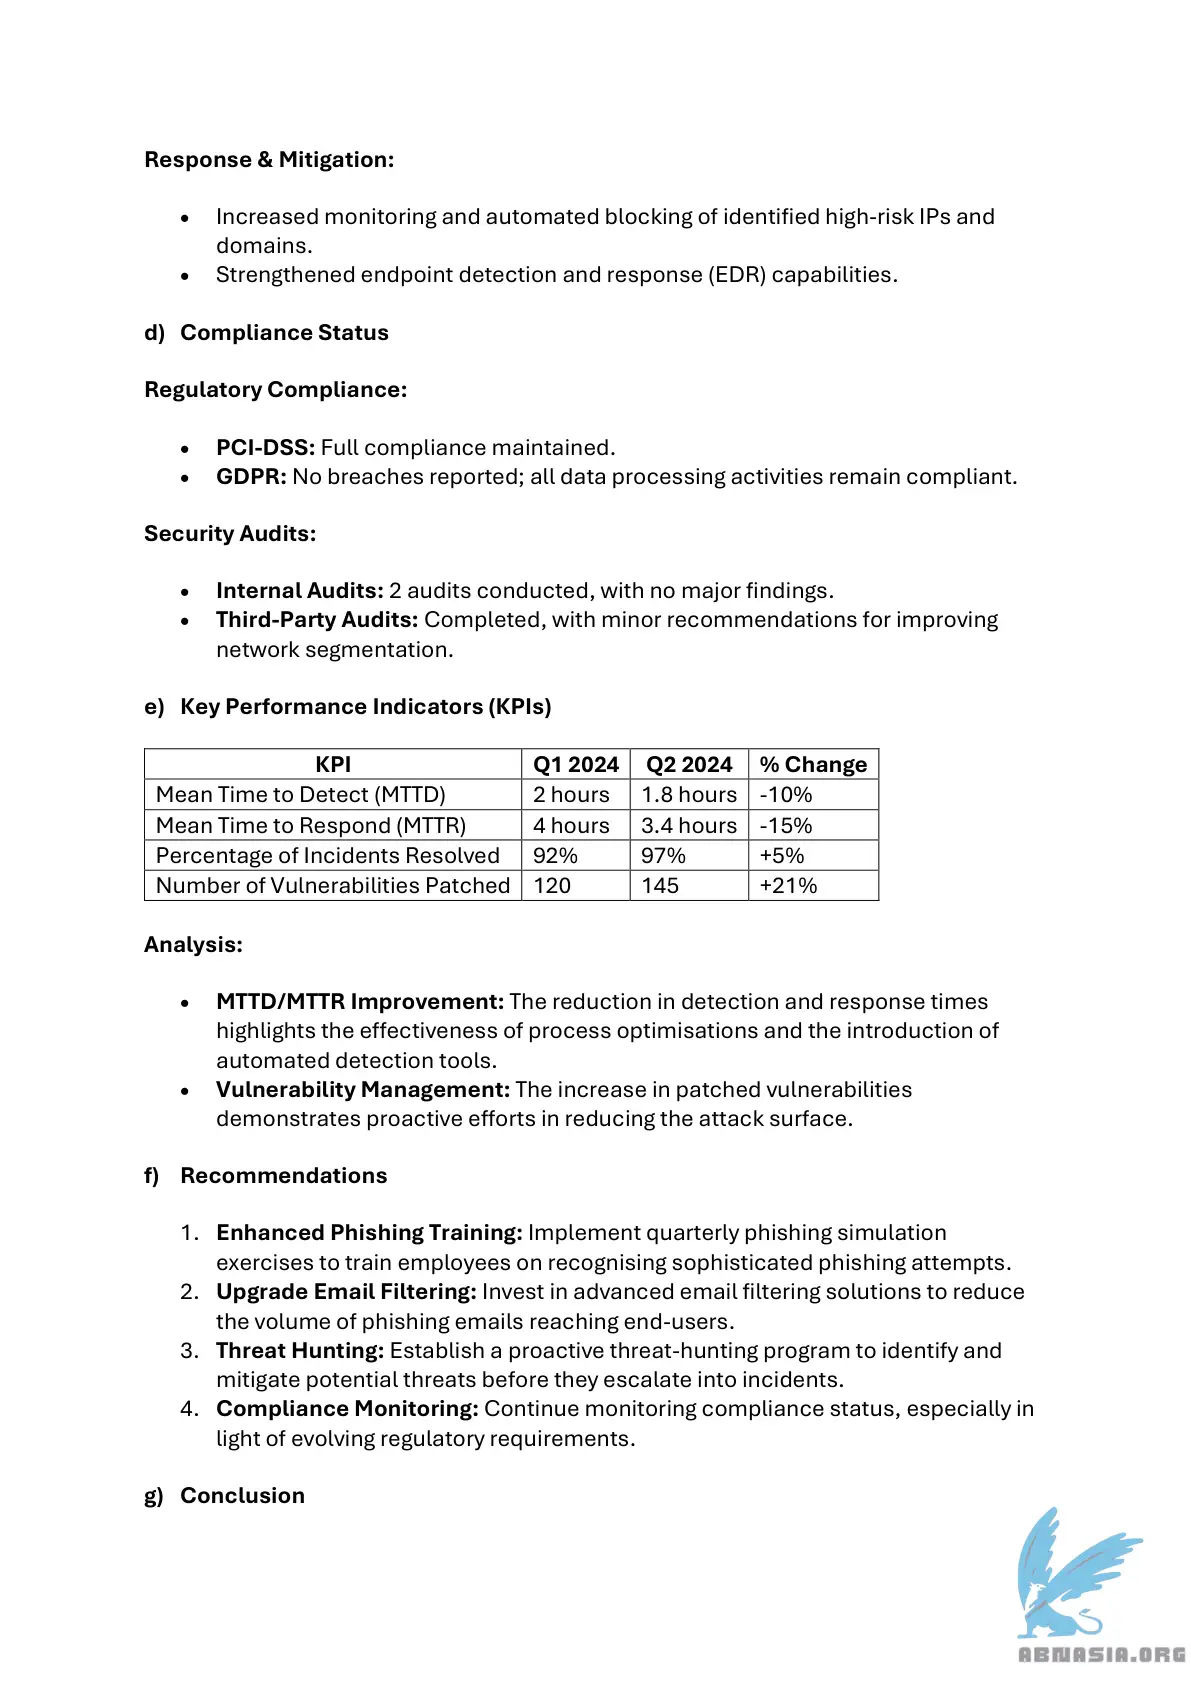 Response & Mitigation:
• Increased monitoring and automated blocking of identified high-risk IPs and
domains.
• Strengthened endpoint detection and response (EDR) capabilities.
d) Compliance Status
Regulatory Compliance:
• PCI-DSS: Full compliance maintained.
• GDPR: No breaches reported; all data processing activities remain compliant.
Security Audits:
• Internal Audits: 2 audits conducted, with no major findings.
• Third-Party Audits: Completed, with minor recommendations for improving
network segmentation.
e) Key Performance Indicators (KPIs)
KPI Q1 2024 Q2 2024 % Change
Mean Time to Detect (MTTD) 2 hours 1.8 hours -10%
Mean Time to Respond (MTTR) 4 hours 3.4 hours -15%
Percentage of Incidents Resolved 92% 97% +5%
Number of Vulnerabilities Patched 120 145 +21%
Analysis:
• MTTD/MTTR Improvement: The reduction in detection and response times
highlights the effectiveness of process optimisations and the introduction of
automated detection tools.
• Vulnerability Management: The increase in patched vulnerabilities
demonstrates proactive efforts in reducing the attack surface.
f) Recommendations
1. Enhanced Phishing Training: Implement quarterly phishing simulation
exercises to train employees on recognising sophisticated phishing attempts.
2. Upgrade Email Filtering: Invest in advanced email filtering solutions to reduce
the volume of phishing emails reaching end-users.
3. Threat Hunting: Establish a proactive threat-hunting program to identify and
mitigate potential threats before they escalate into incidents.
4. Compliance Monitoring: Continue monitoring compliance status, especially in
light of evolving regulatory requirements.
g) Conclusion
ABNASIA.ORG